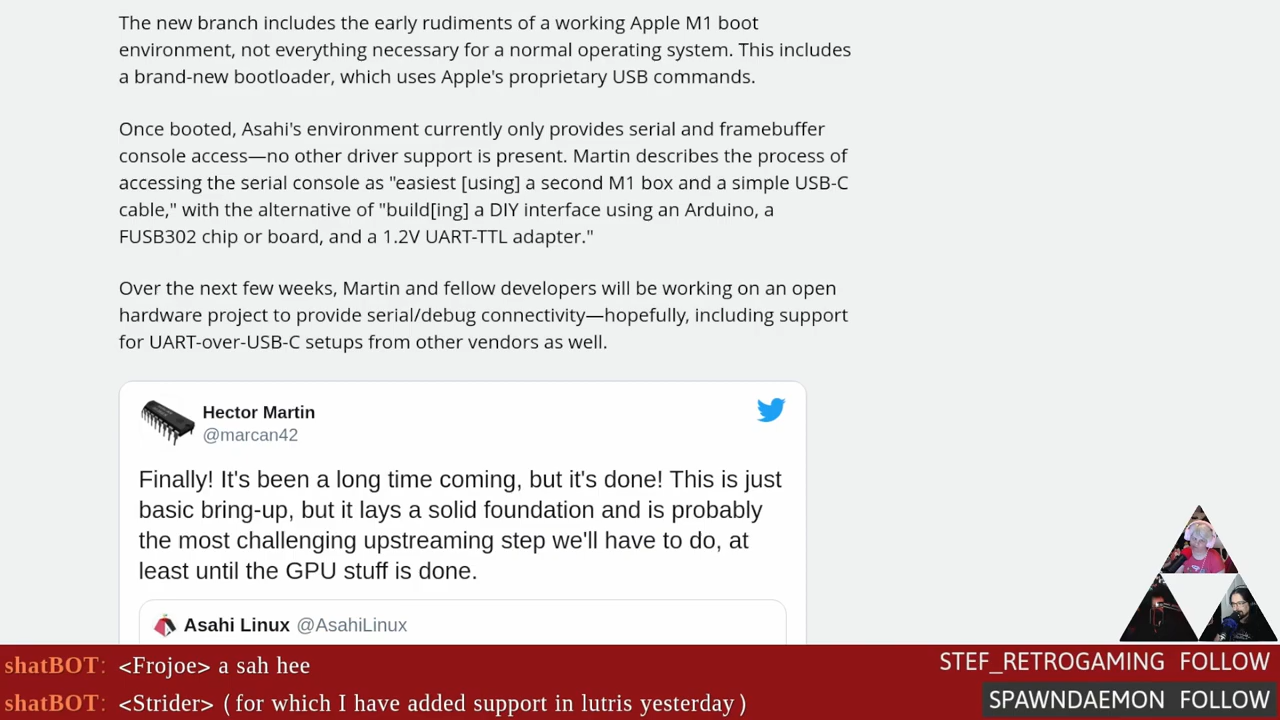 The new branch includes the early rudiments of a working Apple M1 boot
environment, not everything necessary for a normal operating system. This includes
a brand-new bootloader, which uses Apple's proprietary USB commands.
Once booted, Asahi's environment currently only provides serial and framebuffer
console access—no other driver support is present. Martin describes the process of
accessing the serial console as "easiest [using] a second M1 box and a simple USB-C
cable," with the alternative of "build[ing] a DIY interface using an Arduino, a
FUSB302 chip or board, and a 1.2V UART-TTL adapter."
Over the next few weeks, Martin and fellow developers will be working on an open
hardware project to provide serial/debug connectivity—hopefully, including support
for UART-over-USB-C setups from other vendors as well.
Hector Martin
@marcan42
Finally! It's been a long time coming, but it's done! This is just
basic bring-up, but it lays a solid foundation and is probably
the most challenging upstreaming step we'll have to do, at
least until the GPU stuff is done.
Asahi Linux @AsahiLinux
shatBOT: <Frojoe> a sah hee
shatBOT: <Strider> (for which I have added support in lutris yesterday)
STEF_RETROGAMING FOLLOW
SPAWNDAEMON FOLLOW